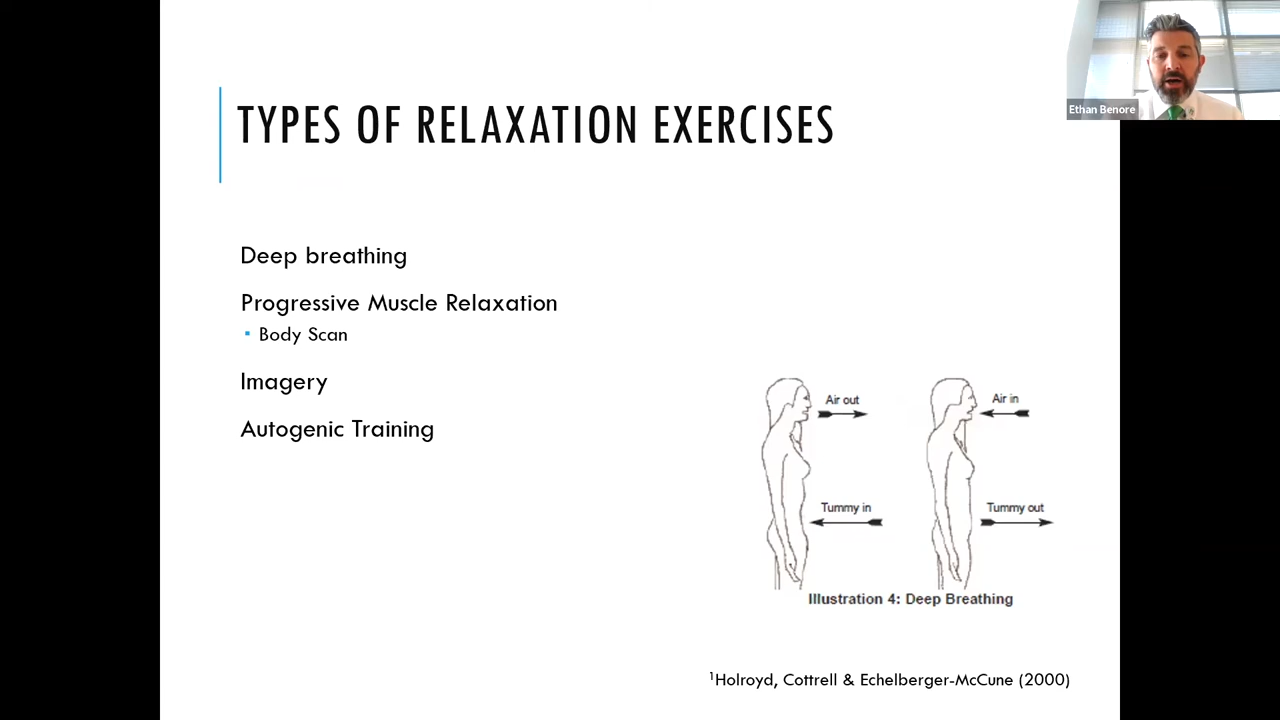 Ethan Benore
TYPES OF RELAXATION EXERCISES
Deep breathing
Progressive Muscle Relaxation
▪ Body Scan
Imagery
Autogenic Training
Air out
Air in
Tummy in
Tummy out
Illustration 4: Deep Breathing
¹Holroyd, Cottrell & Echelberger-McCune (2000)